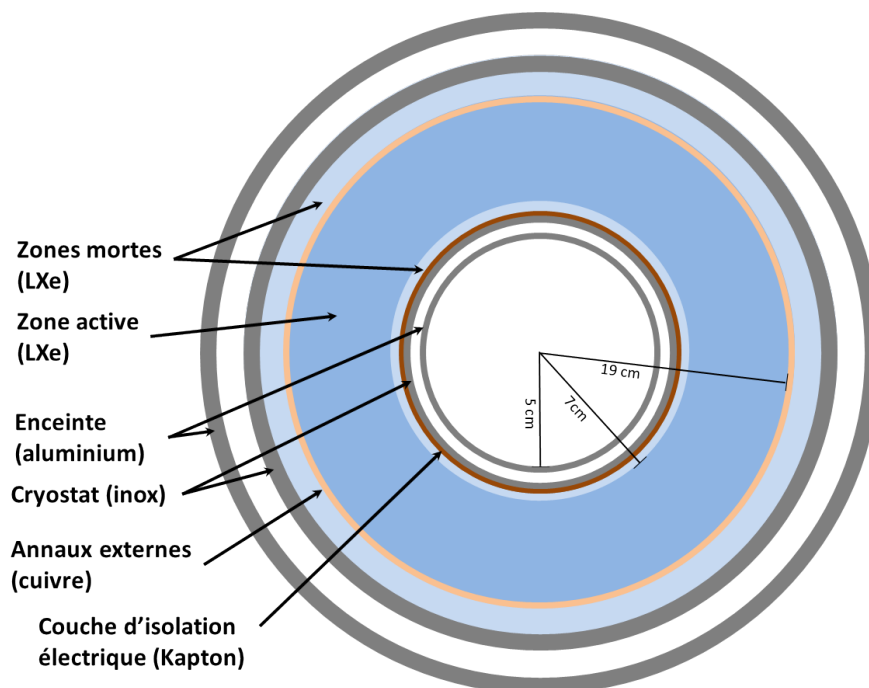 Zones mortes
(LXe)
Zone active
(LXe)
Enceinte
(aluminium)
Cryostat (inox)
Annaux externes
(cuivre)
Couche d'isolation
électrique (Kapton)
19 cm
7cm
5 cm